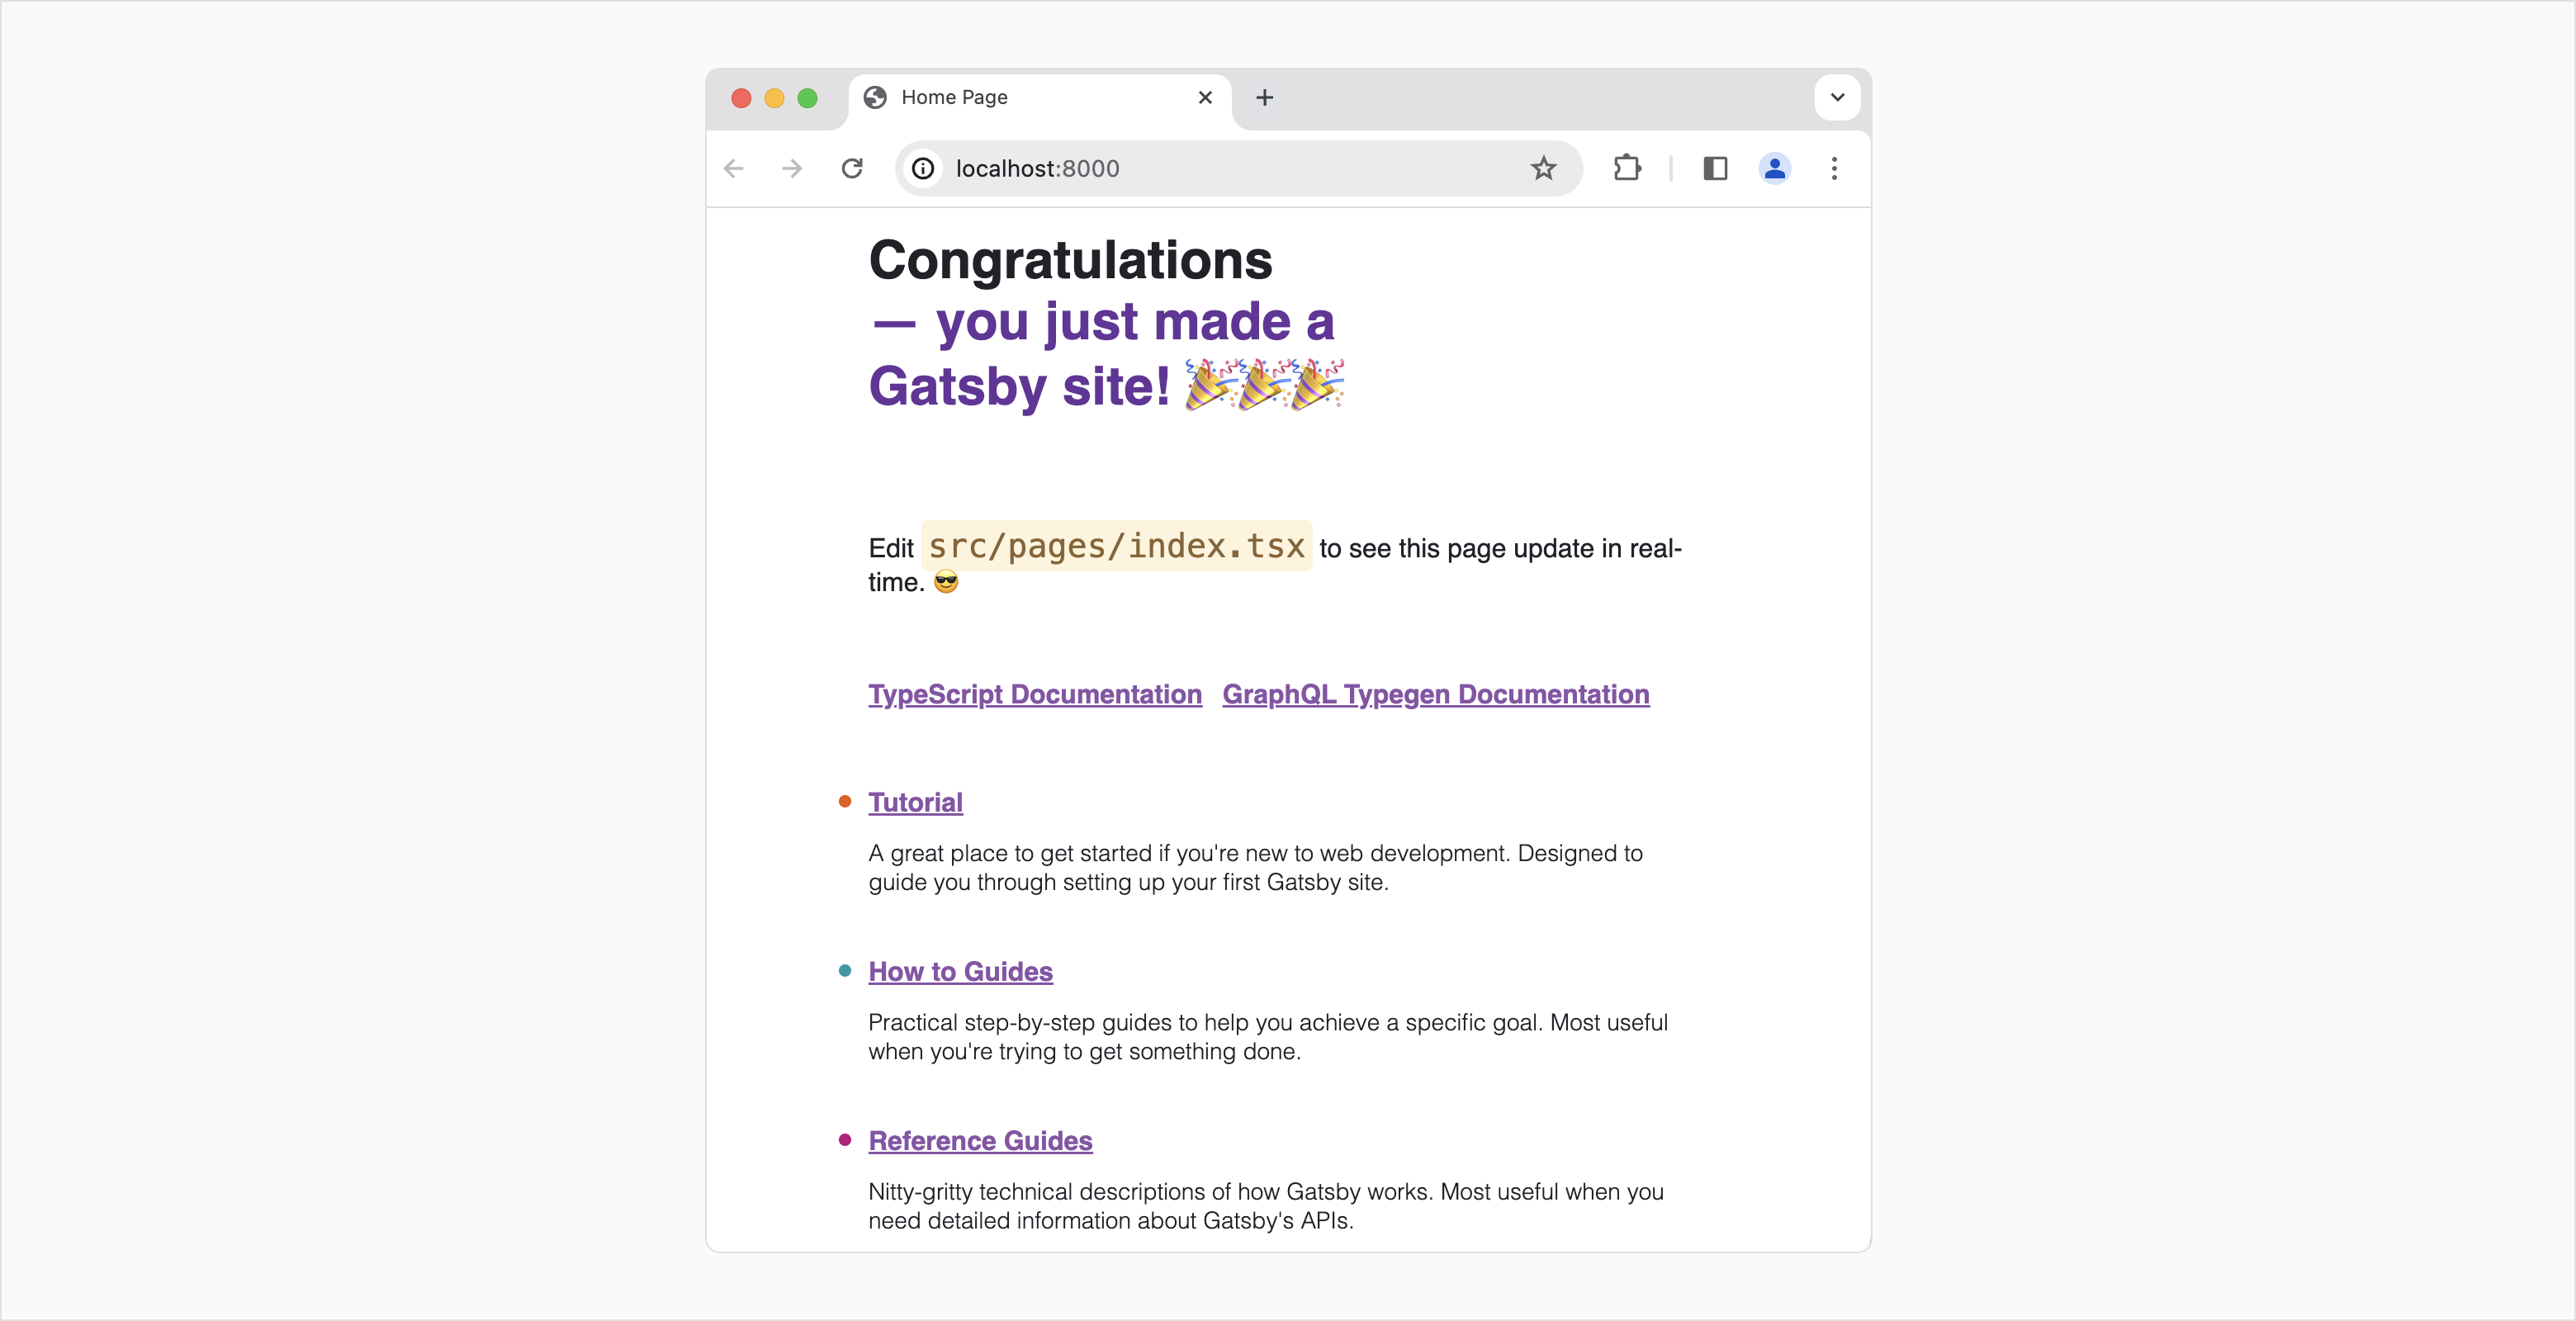 Home Page
localhost:8000
Congratulations
— you just made a
Gatsby site! 🎉🎉🎉
Edit src/pages/index.tsx to see this page update in real-
time. 😎
TypeScript Documentation GraphQL Typegen Documentation
Tutorial
A great place to get started if you're new to web development. Designed to
guide you through setting up your first Gatsby site.
How to Guides
Practical step-by-step guides to help you achieve a specific goal. Most useful
when you're trying to get something done.
Reference Guides
Nitty-gritty technical descriptions of how Gatsby works. Most useful when you
need detailed information about Gatsby's APIs.